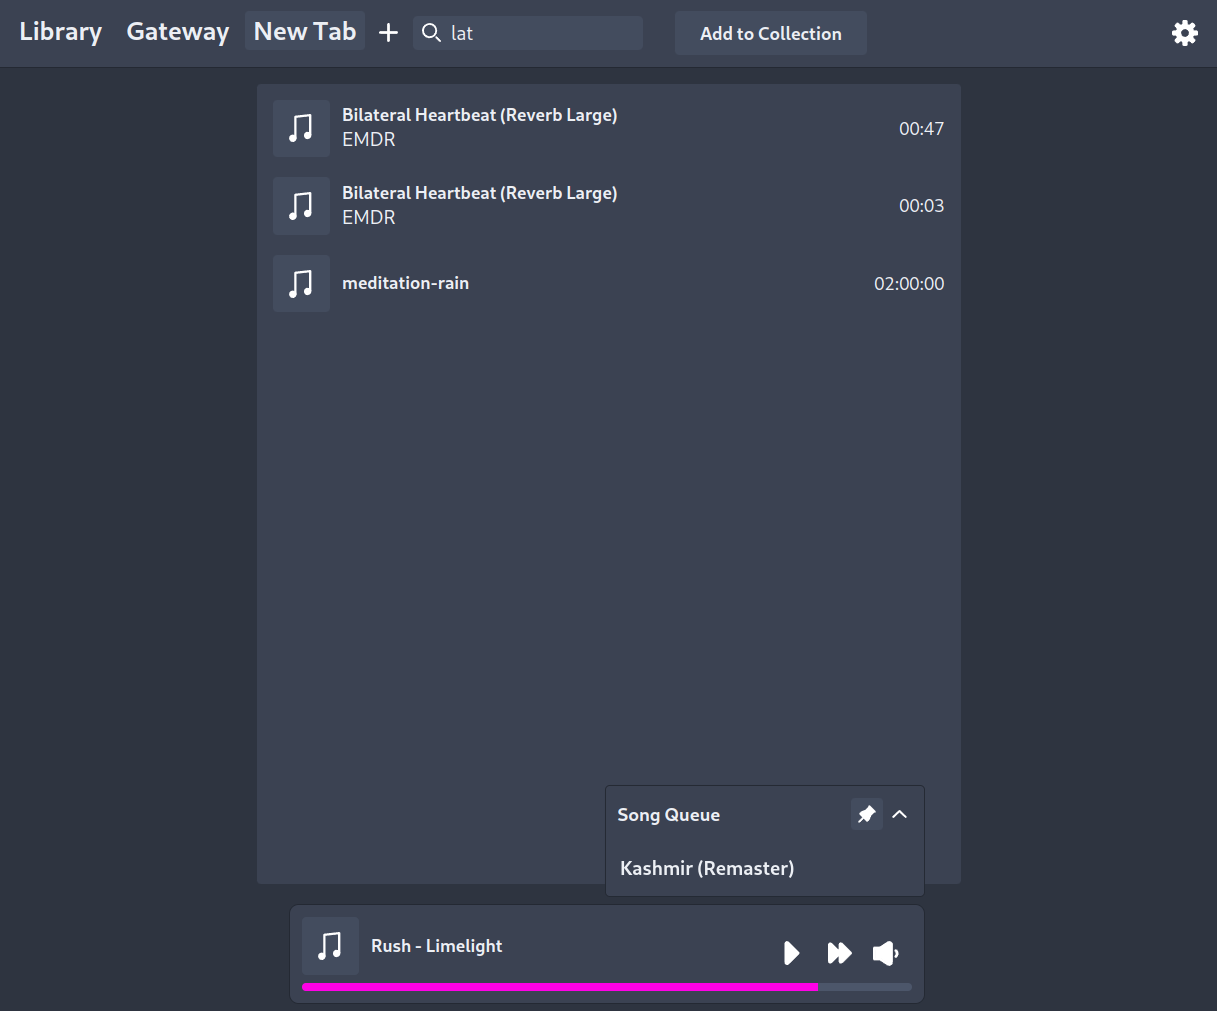 Library Gateway New Tab lat Add to Collection
Bilateral Heartbeat (Reverb Large)
EMDR
00:47
Bilateral Heartbeat (Reverb Large)
EMDR
00:03
meditation-rain
02:00:00
Song Queue
Kashmir (Remaster)
Rush - Limelight